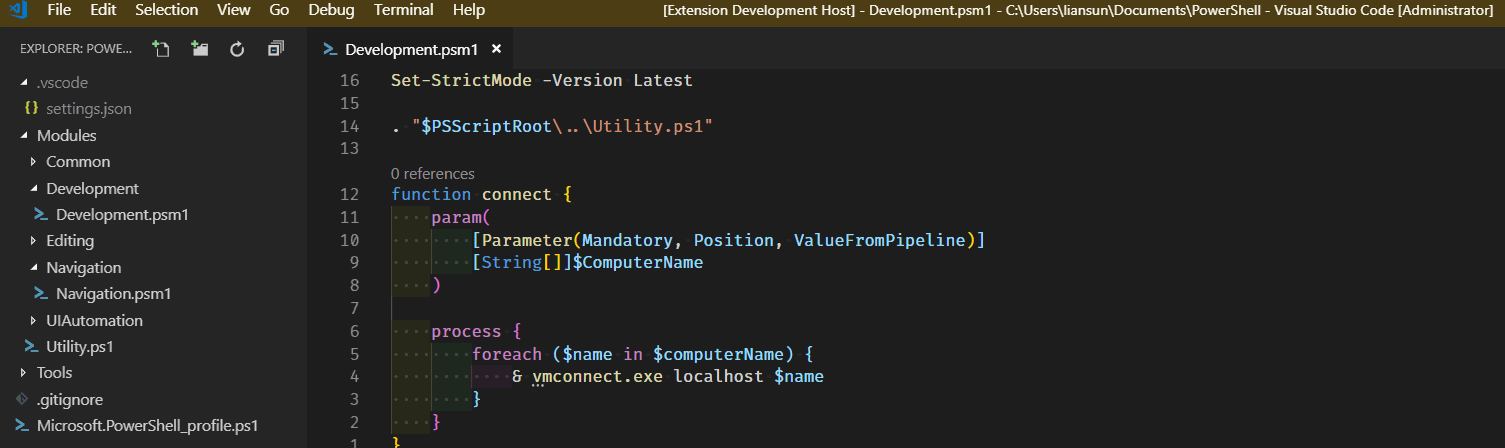 File Edit Selection View Go Debug Terminal Help [Extension Development Host] - Development.psm1 - C:\Users\liansun\Documents\PowerShell - Visual Studio Code [Administrator]
EXPLORER: POWE...
.vscode
{} settings.json
Modules
Common
Development
Development.psm1
Editing
Navigation
Navigation.psm1
UIAutomation
Utility.ps1
Tools
.gitignore
Microsoft.PowerShell_profile.ps1
Development.psm1 ×
16 Set-StrictMode -Version Latest
15
14 . "$PSScriptRoot\..\Utility.ps1"
13
0 references
12 function connect {
11 param(
10 [Parameter(Mandatory, Position, ValueFromPipeline)]
9 [String[]]$ComputerName
8 )
7
6 process {
5 foreach ($name in $computerName) {
4 & vmconnect.exe localhost $name
3 }
2 }
1 }